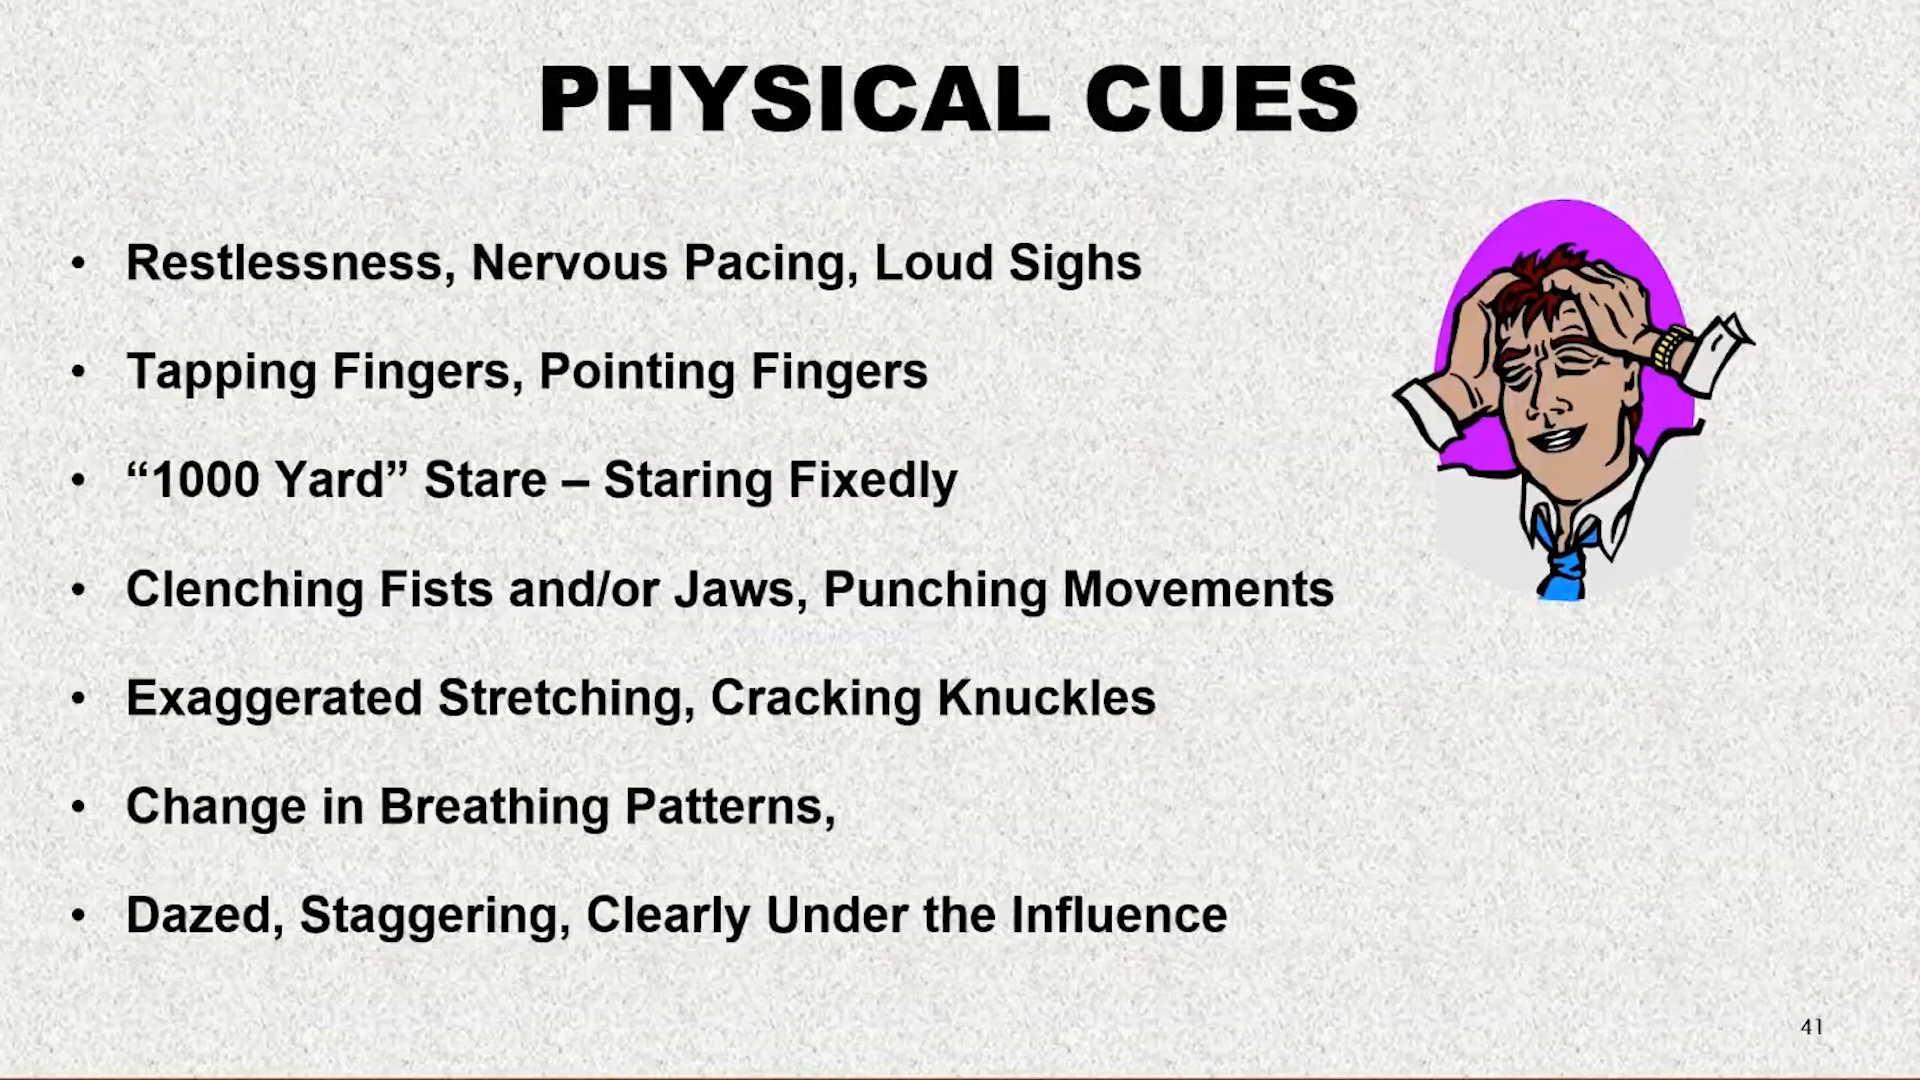 PHYSICAL CUES
• Restlessness, Nervous Pacing, Loud Sighs
• Tapping Fingers, Pointing Fingers
• “1000 Yard” Stare – Staring Fixedly
• Clenching Fists and/or Jaws, Punching Movements
• Exaggerated Stretching, Cracking Knuckles
• Change in Breathing Patterns,
• Dazed, Staggering, Clearly Under the Influence
41